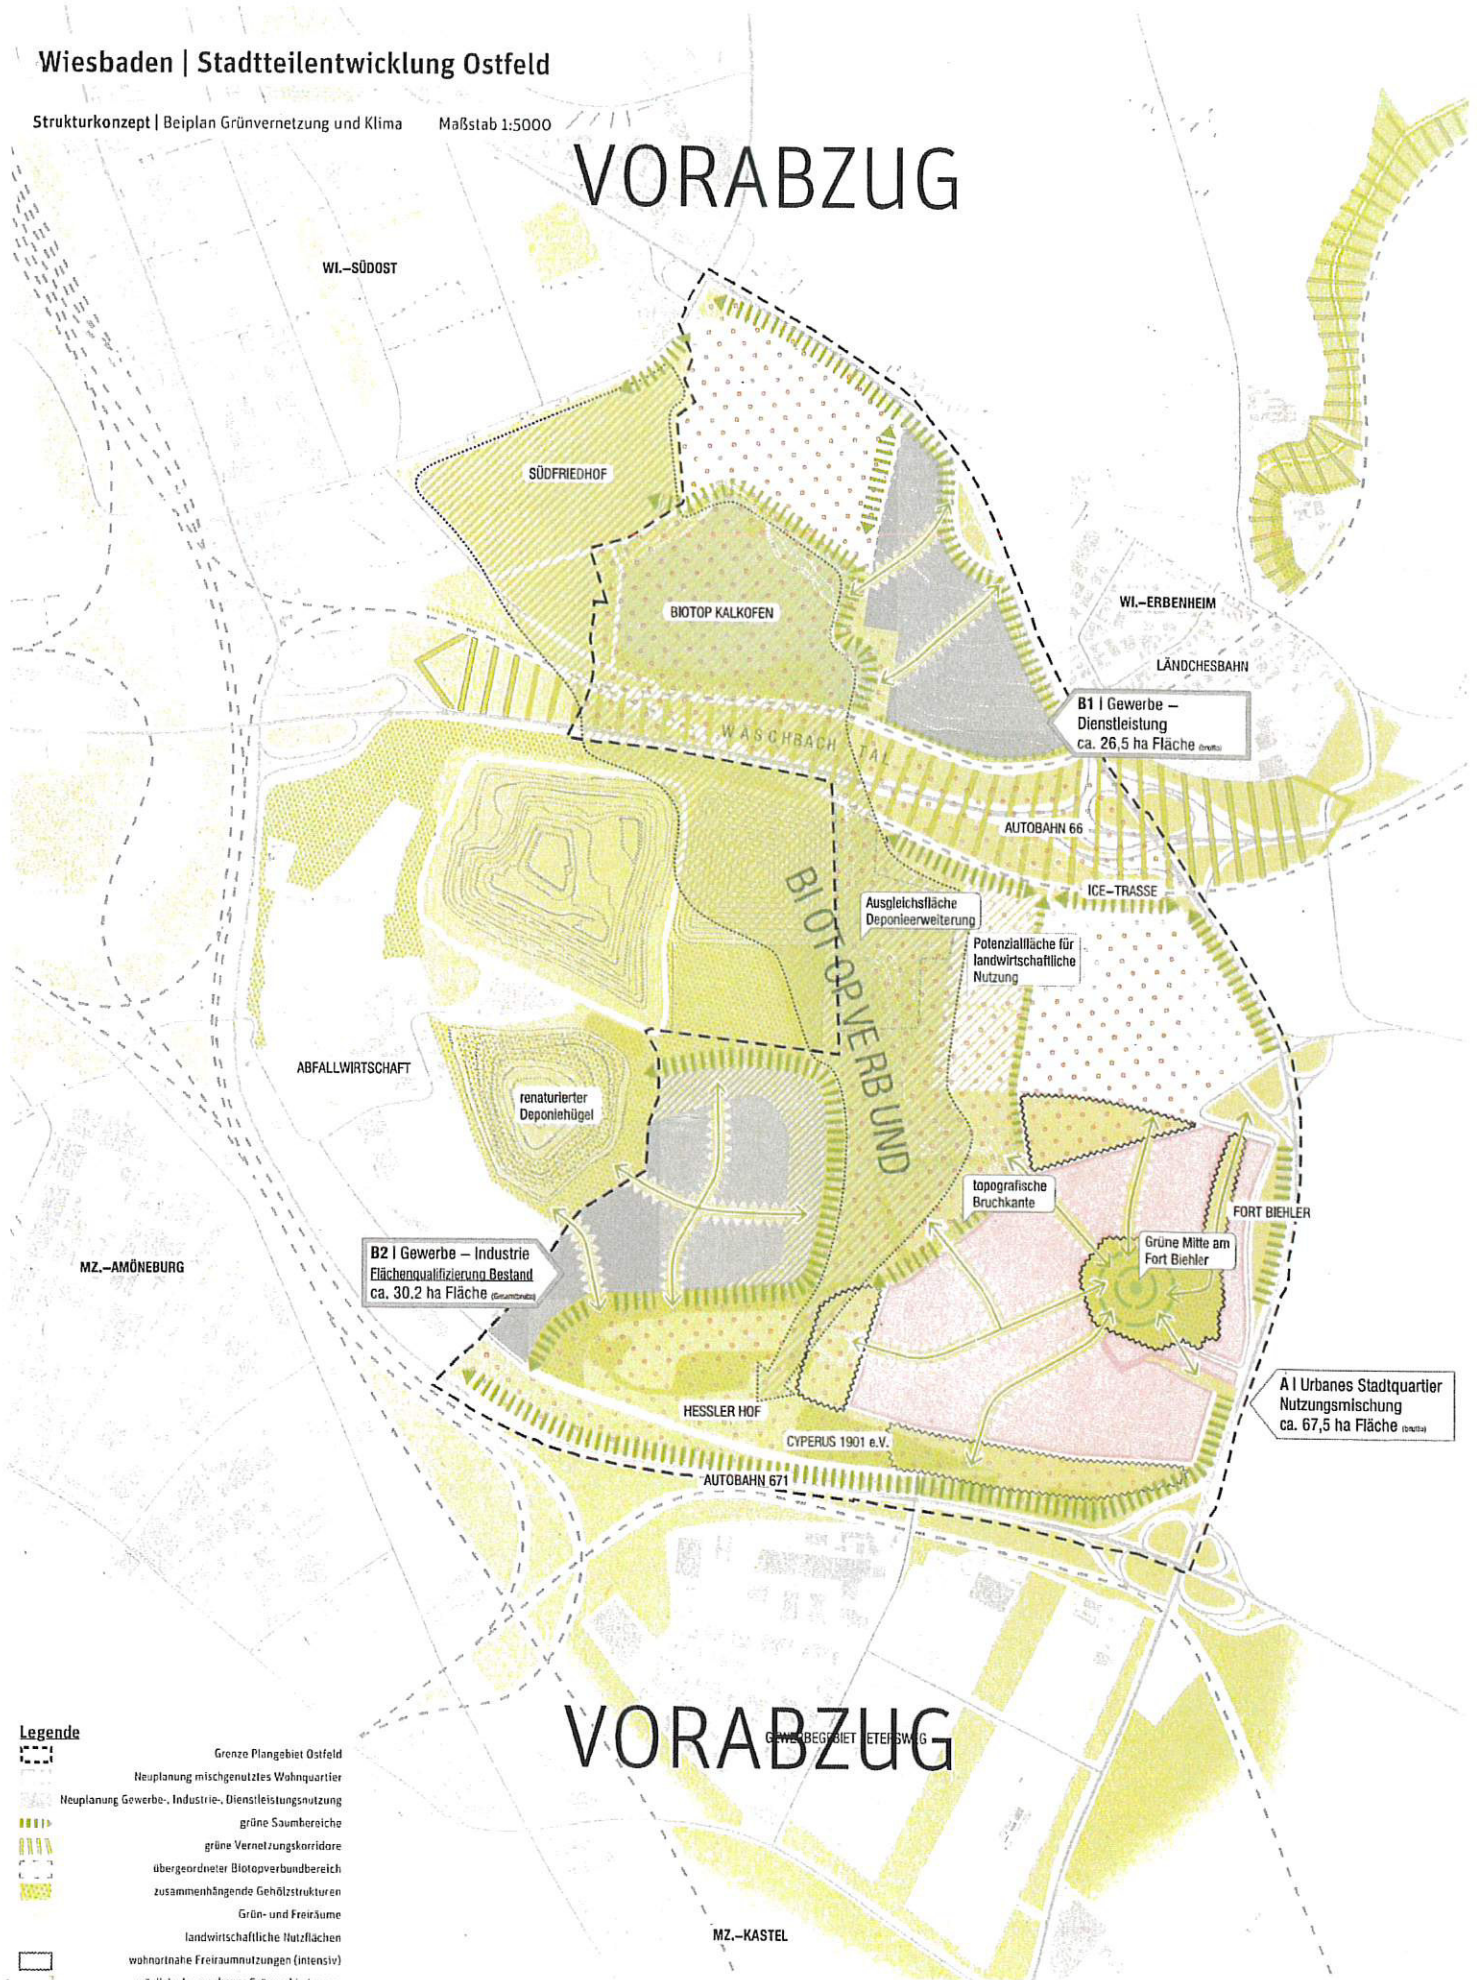 Wiesbaden | Stadtteilentwicklung Ostfeld
Strukturkonzept | Beiplan Grünvernetzung und Klima Maßstab 1:5000
VORABZUG
WI.–SÜDOST
SÜDFRIEDHOF
BIOTOP KALKOFEN
WI.–ERBENHEIM
LÄNDCHESBAHN
B1 | Gewerbe –
Dienstleistung
ca. 26,5 ha Fläche (brutto)
WÄSCHBACH TAL
AUTOBAHN 66
ICE–TRASSE
Ausgleichsfläche
Deponieerweiterung
Potenzialfläche für
landwirtschaftliche
Nutzung
BIOTOPVERBUND
ABFALLWIRTSCHAFT
renaturierter
Deponiehügel
topografische
Bruchkante
FORT BIEHLER
Grüne Mitte am
Fort Biehler
MZ.–AMÖNEBURG
B2 | Gewerbe – Industrie
Flächenqualifizierung Bestand
ca. 30.2 ha Fläche (Gesamtbrutto)
A | Urbanes Stadtquartier
Nutzungsmischung
ca. 67,5 ha Fläche (brutto)
HESSLER HOF
CYPERUS 1901 e.V.
AUTOBAHN 671
VORABZUG
GEWERBEGEBIET
Legende
Grenze Plangebiet Ostfeld
Neuplanung mischgenutztes Wohnquartier
Neuplanung Gewerbe-, Industrie-, Dienstleistungsnutzung
grüne Saumbereiche
grüne Vernetzungskorridore
übergeordneter Biotopverbundbereich
zusammenhängende Gehölzstrukturen
Grün- und Freiräume
landwirtschaftliche Nutzflächen
wohnortnahe Freiraumnutzungen (intensiv)
MZ.–KASTEL